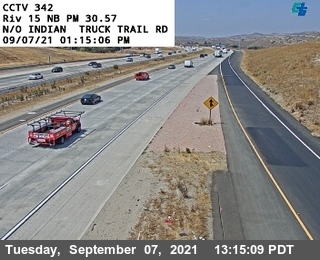 CCTV 342
Riv 15 NB PM 30.57
N/O INDIAN TRUCK TRAIL RD
09/07/21 01:15:06 PM
Tuesday, September 07, 2021 13:15:09 PDT